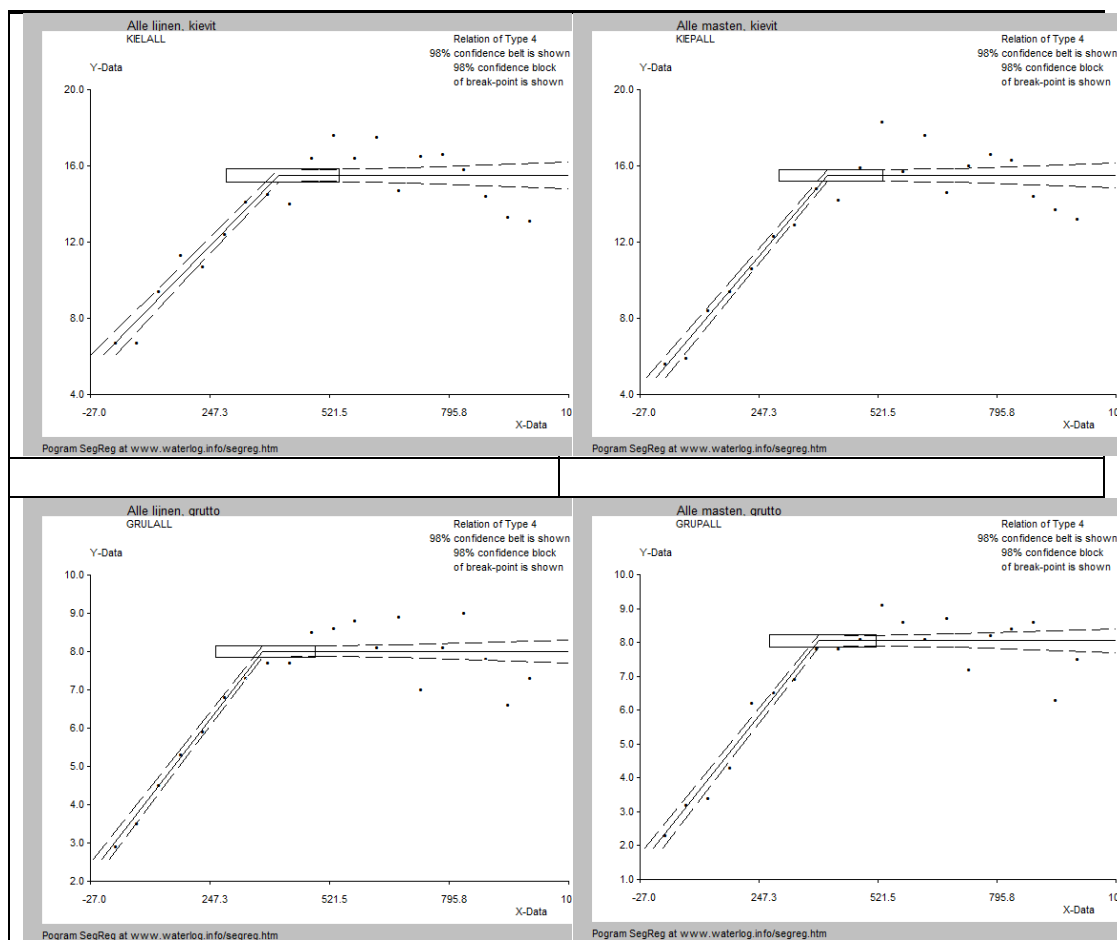 Alle lijnen, kievit
KIELALL
Relation of Type 4
98% confidence belt is shown
98% confidence block
of break-point is shown
Y-Data
20.0
16.0
12.0
8.0
4.0
-27.0 247.3 521.5 795.8 10
X-Data
Pogram SegReg at www.waterlog.info/segreg.htm
Alle masten, kievit
KIEPALL
Relation of Type 4
98% confidence belt is shown
98% confidence block
of break-point is shown
Y-Data
20.0
16.0
12.0
8.0
4.0
-27.0 247.3 521.5 795.8 10
X-Data
Pogram SegReg at www.waterlog.info/segreg.htm
Alle lijnen, grutto
GRULALL
Relation of Type 4
98% confidence belt is shown
98% confidence block
of break-point is shown
Y-Data
10.0
9.0
8.0
7.0
6.0
5.0
4.0
3.0
2.0
-27.0 247.3 521.5 795.8 10
X-Data
Pogram SegReg at www.waterlog.info/segreg.htm
Alle masten, grutto
GRUPALL
Relation of Type 4
98% confidence belt is shown
98% confidence block
of break-point is shown
Y-Data
10.0
9.0
8.0
7.0
6.0
5.0
4.0
3.0
2.0
1.0
-27.0 247.3 521.5 795.8 10
X-Data
Pogram SegReg at www.waterlog.info/segreg.htm